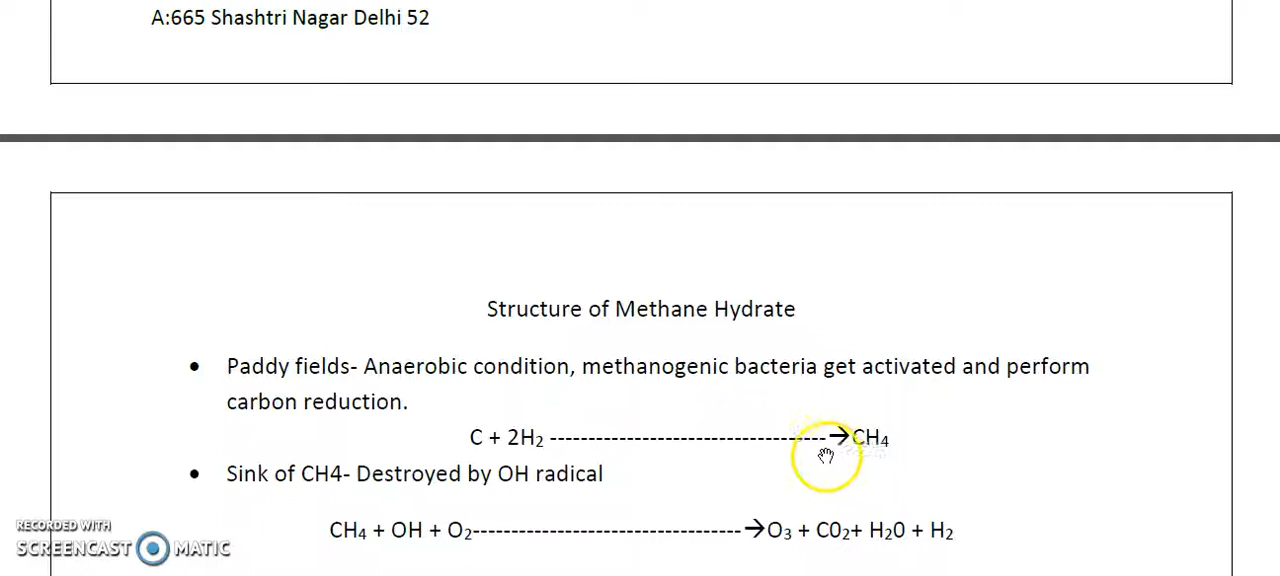 A:665 Shashtri Nagar Delhi 52
Structure of Methane Hydrate
• Paddy fields- Anaerobic condition, methanogenic bacteria get activated and perform
carbon reduction.
C + 2H₂ ------------------------------------→CH₄
• Sink of CH4- Destroyed by OH radical
CH₄ + OH + O₂-----------------------------------→O₃ + C0₂+ H₂0 + H₂
RECORDED WITH
SCREENCAST MATIC